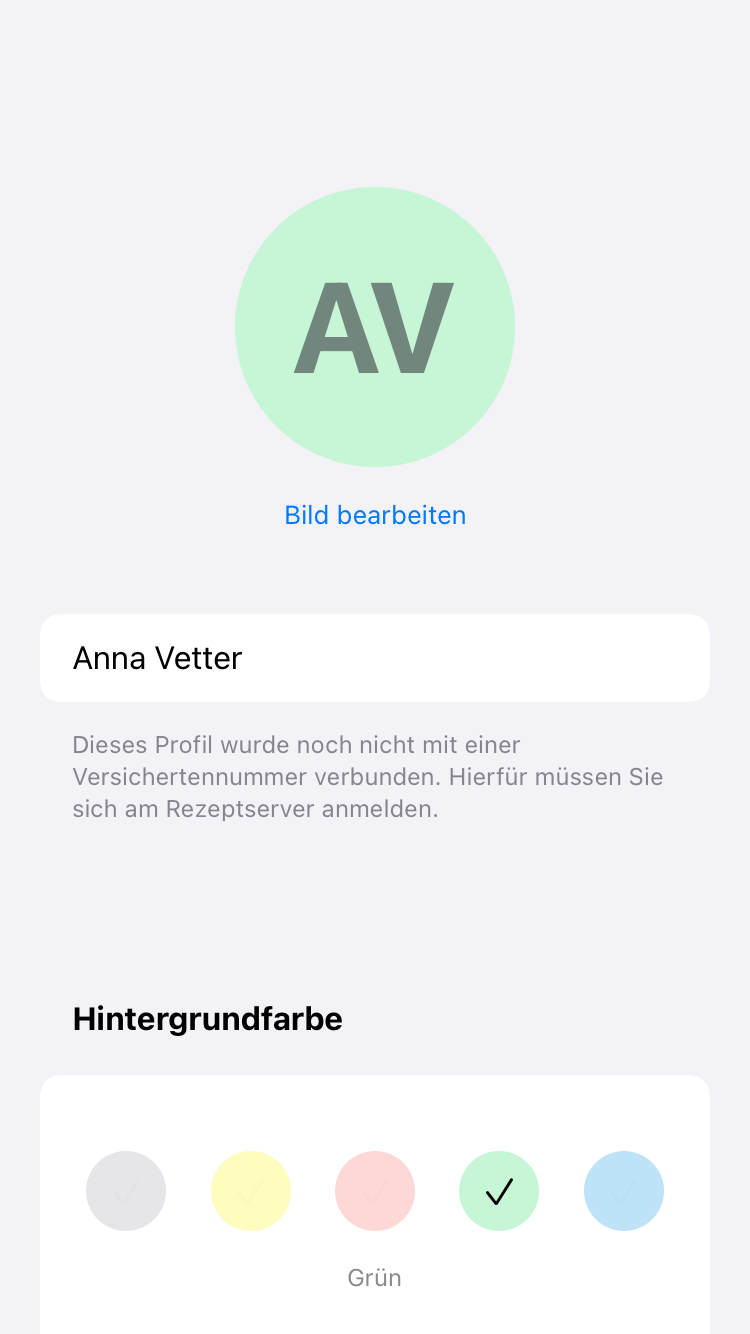 AV
Bild bearbeiten
Anna Vetter
Dieses Profil wurde noch nicht mit einer
Versichertennummer verbunden. Hierfür müssen Sie
sich am Rezeptserver anmelden.
Hintergrundfarbe
Grün